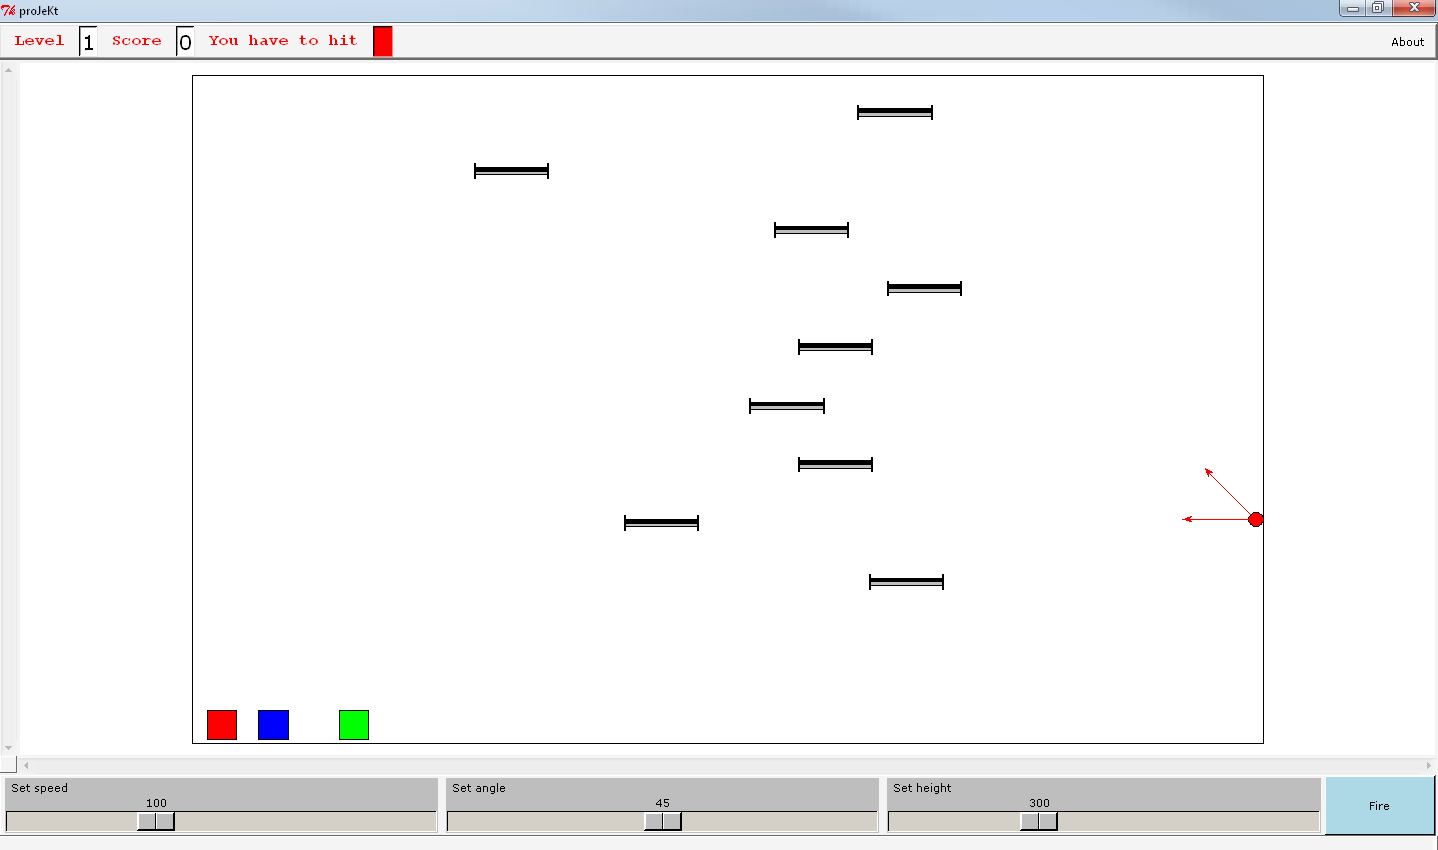 proJeKt
Level 1 Score 0 You have to hit
About
Set speed
100
Set angle
45
Set height
300
Fire